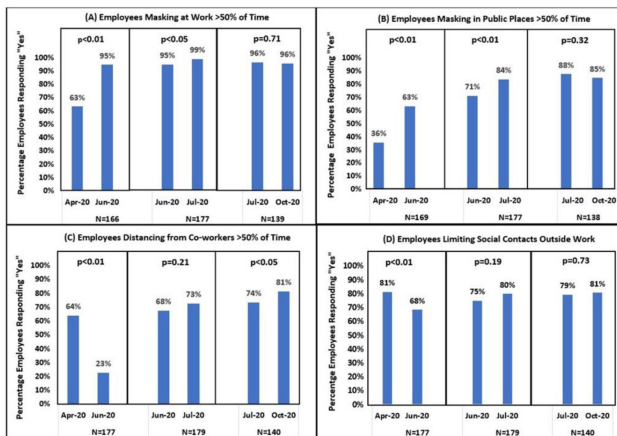 (A) Employees Masking at Work >50% of Time
p<0.01 p<0.05 p=0.71
Percentage Employees Responding "Yes"
100%
90%
80%
70%
60%
50%
40%
30%
20%
10%
0%
63% 95% 95% 99% 96% 96%
Apr-20 Jun-20 Jun-20 Jul-20 Jul-20 Oct-20
N=166 N=177 N=139
(B) Employees Masking in Public Places >50% of Time
p<0.01 p<0.01 p=0.32
Percentage Employees Responding "Yes"
100%
90%
80%
70%
60%
50%
40%
30%
20%
10%
0%
36% 63% 71% 84% 88% 85%
Apr-20 Jun-20 Jun-20 Jul-20 Jul-20 Oct-20
N=169 N=177 N=138
(C) Employees Distancing from Co-workers >50% of Time
p<0.01 p=0.21 p<0.05
Percentage Employees Responding "Yes"
100%
90%
80%
70%
60%
50%
40%
30%
20%
10%
0%
64% 23% 68% 73% 74% 81%
Apr-20 Jun-20 Jun-20 Jul-20 Jul-20 Oct-20
N=177 N=179 N=140
(D) Employees Limiting Social Contacts Outside Work
p<0.01 p=0.19 p=0.73
Percentage Employees Responding "Yes"
100%
90%
80%
70%
60%
50%
40%
30%
20%
10%
0%
81% 68% 75% 80% 79% 81%
Apr-20 Jun-20 Jun-20 Jul-20 Jul-20 Oct-20
N=177 N=179 N=140